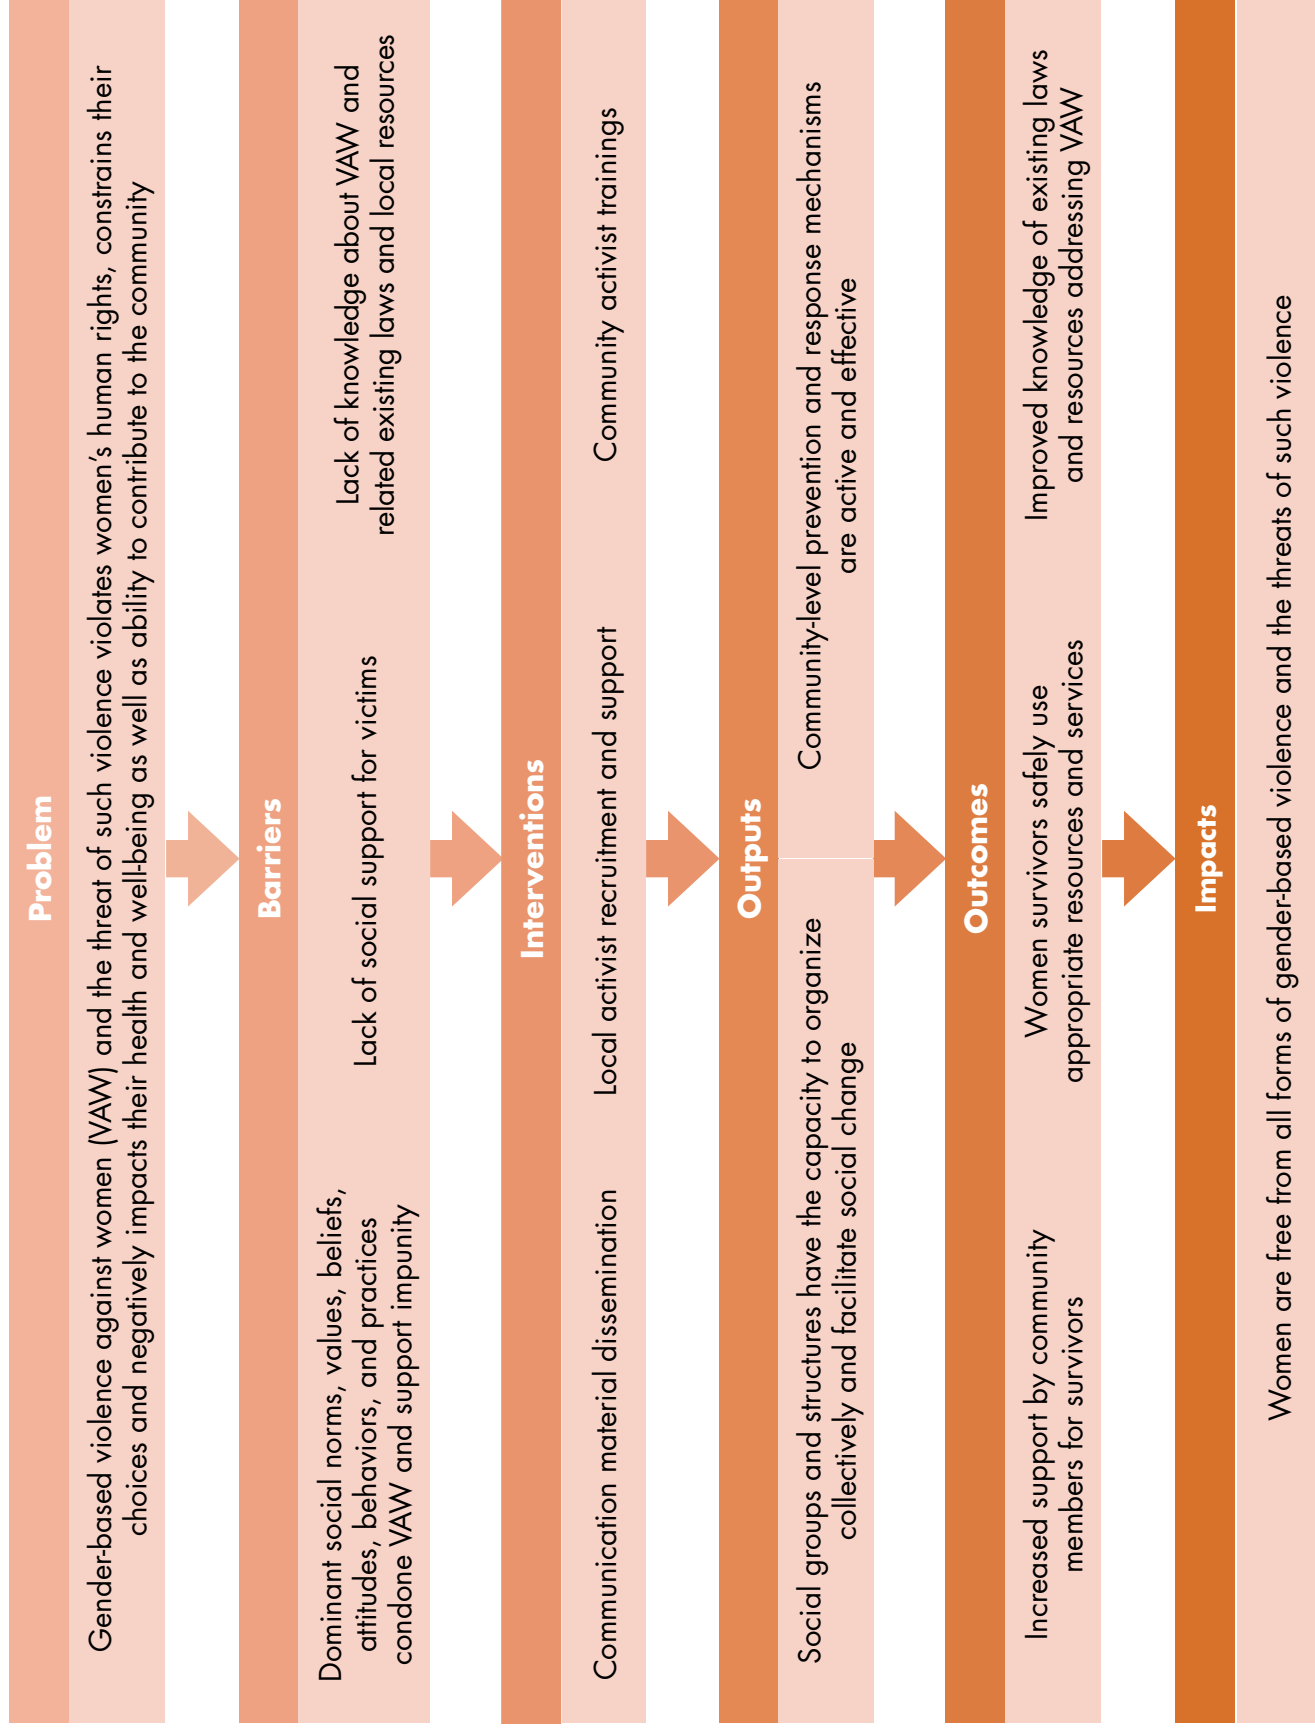 Problem
Gender-based violence against women (VAW) and the threat of such violence violates women's human rights, constrains their
choices and negatively impacts their health and well-being as well as ability to contribute to the community
Barriers
Dominant social norms, values, beliefs,
attitudes, behaviors, and practices
condone VAW and support impunity
Lack of social support for victims
Lack of knowledge about VAW and
related existing laws and local resources
Interventions
Communication material dissemination
Local activist recruitment and support
Community activist trainings
Outputs
Social groups and structures have the capacity to organize
collectively and facilitate social change
Community-level prevention and response mechanisms
are active and effective
Outcomes
Increased support by community
members for survivors
Women survivors safely use
appropriate resources and services
Improved knowledge of existing laws
and resources addressing VAW
Impacts
Women are free from all forms of gender-based violence and the threats of such violence